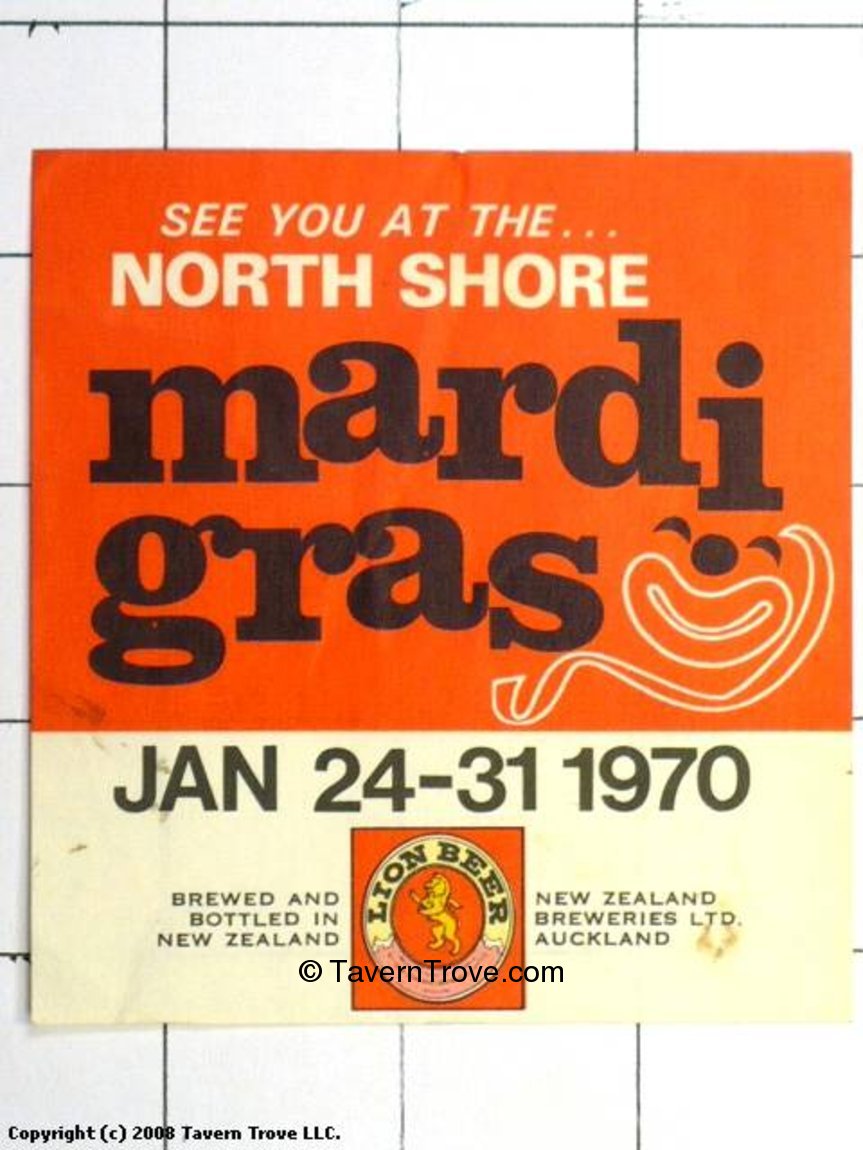 SEE YOU AT THE...
NORTH SHORE
mardi
gras
JAN 24-31 1970
LION BEER
BREWED AND
BOTTLED IN
NEW ZEALAND
NEW ZEALAND
BREWERIES LTD.
AUCKLAND
© TavernTrove.com
Copyright (c) 2008 Tavern Trove LLC.